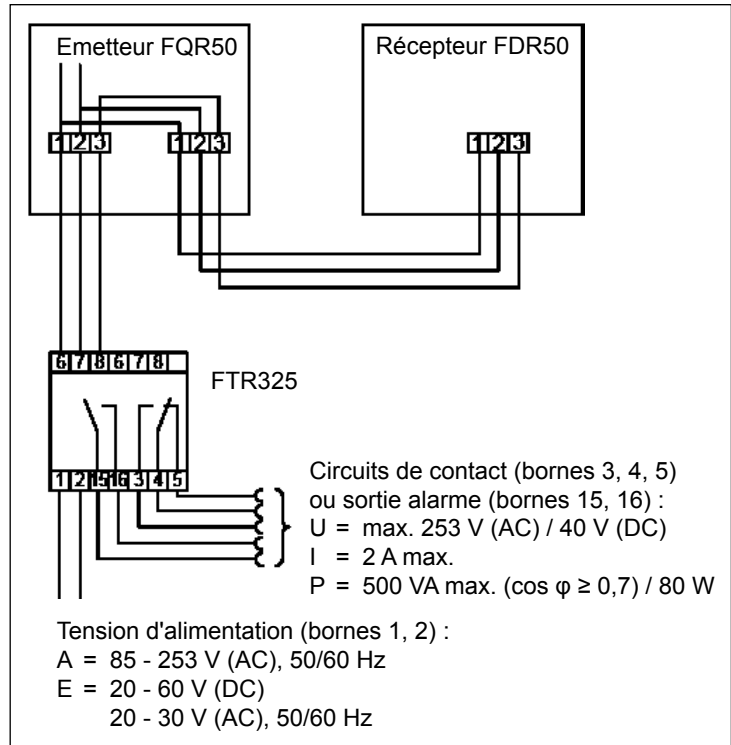 Emetteur FQR50
Récepteur FDR50
1 2 3
1 2 3
1 2 3
6 7 8 6 7 8
FTR325
1 2 15 16 3 4 5
Circuits de contact (bornes 3, 4, 5)
ou sortie alarme (bornes 15, 16) :
U = max. 253 V (AC) / 40 V (DC)
I = 2 A max.
P = 500 VA max. (cos φ ≥ 0,7) / 80 W
Tension d'alimentation (bornes 1, 2) :
A = 85 - 253 V (AC), 50/60 Hz
E = 20 - 60 V (DC)
20 - 30 V (AC), 50/60 Hz